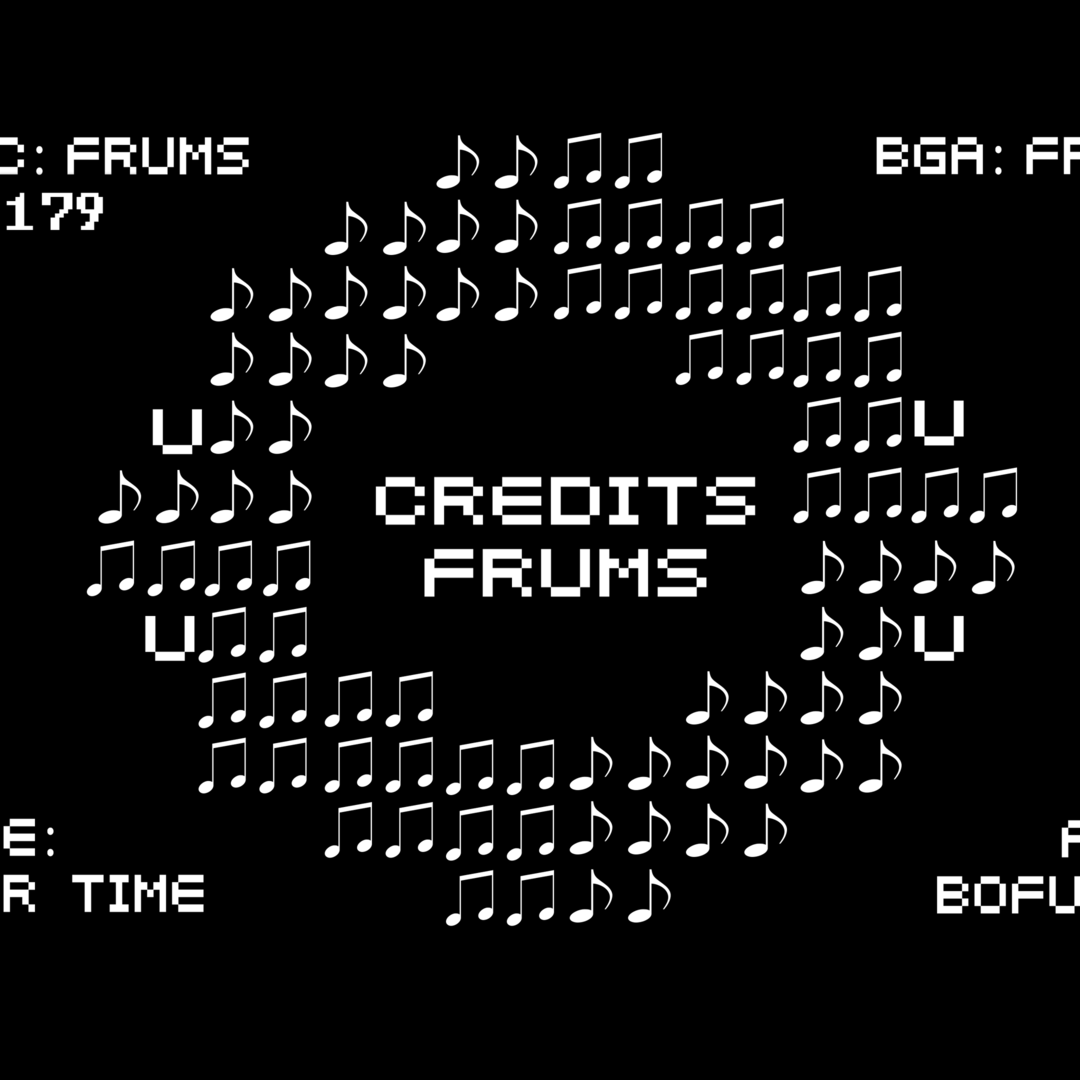 C: FRUMS
179
BGA: FR
U
U
CREDITS
FRUMS
U
U
E:
R TIME
A
BOFU